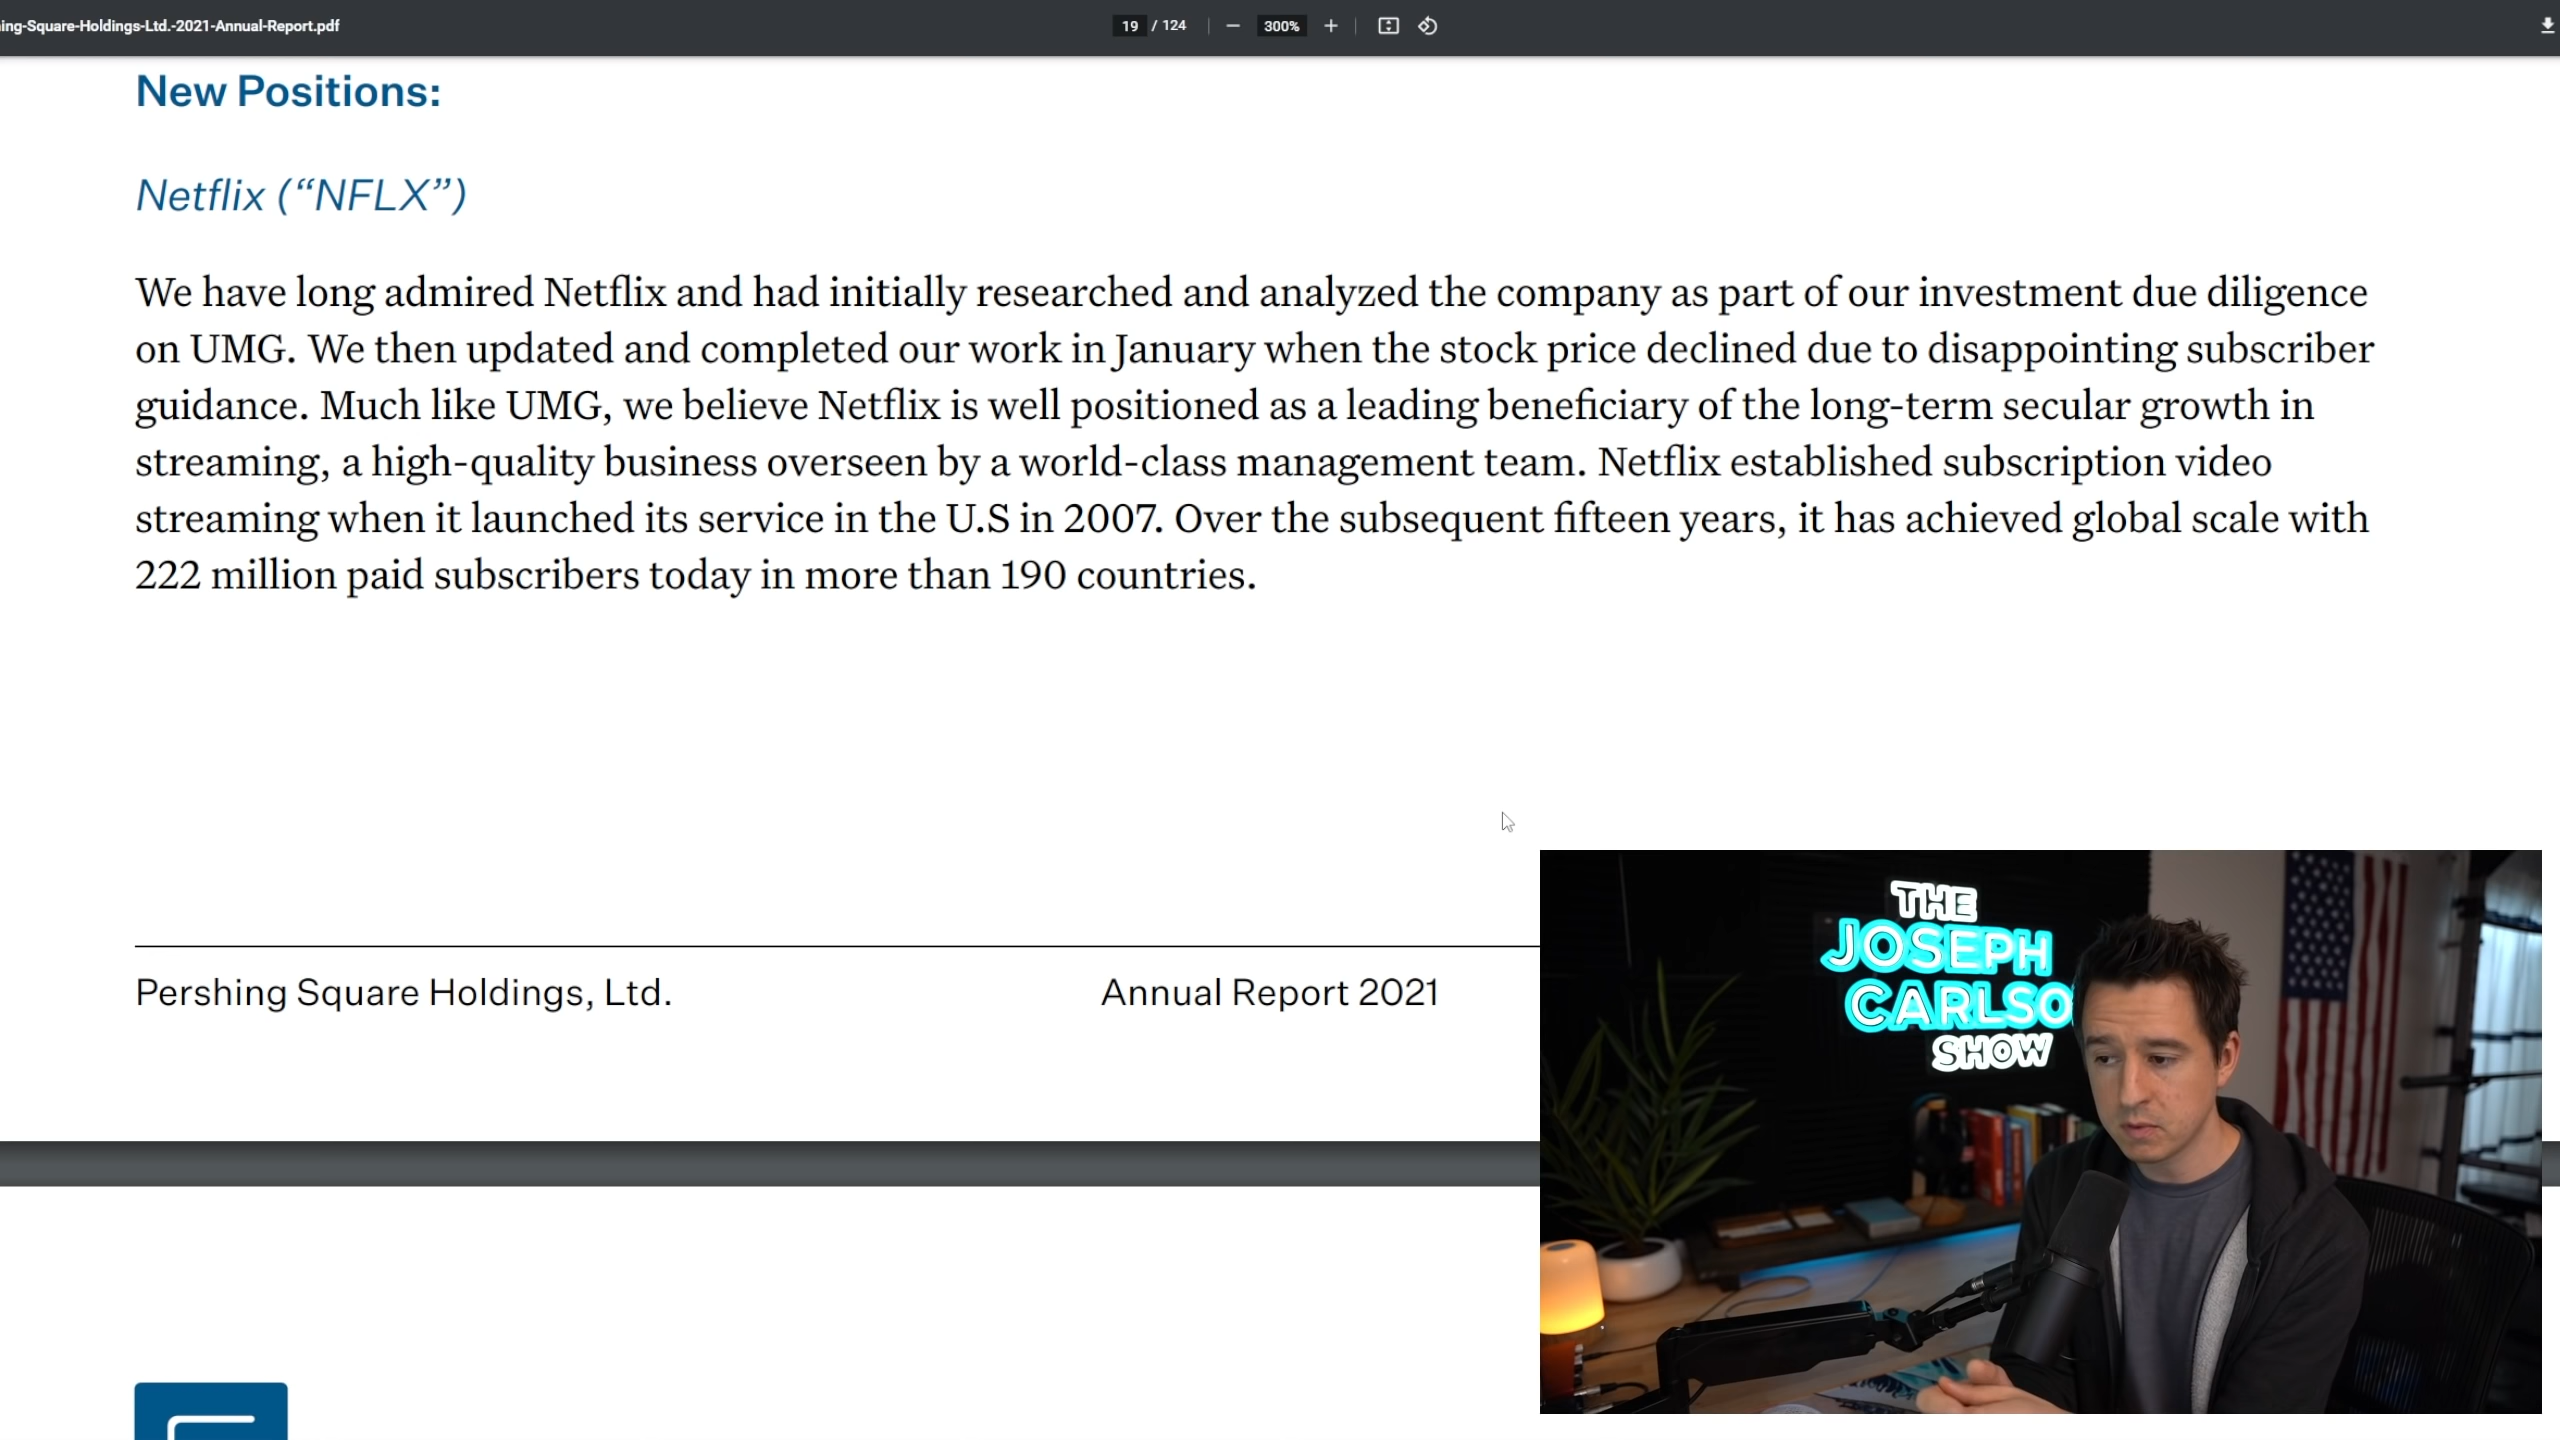 ing-Square-Holdings-Ltd.-2021-Annual-Report.pdf
19 / 124
300%
New Positions:
Netflix (“NFLX”)
We have long admired Netflix and had initially researched and analyzed the company as part of our investment due diligence
on UMG. We then updated and completed our work in January when the stock price declined due to disappointing subscriber
guidance. Much like UMG, we believe Netflix is well positioned as a leading beneficiary of the long-term secular growth in
streaming, a high-quality business overseen by a world-class management team. Netflix established subscription video
streaming when it launched its service in the U.S in 2007. Over the subsequent fifteen years, it has achieved global scale with
222 million paid subscribers today in more than 190 countries.
Pershing Square Holdings, Ltd.
Annual Report 2021
THE
JOSEPH
CARLSO
SHOW